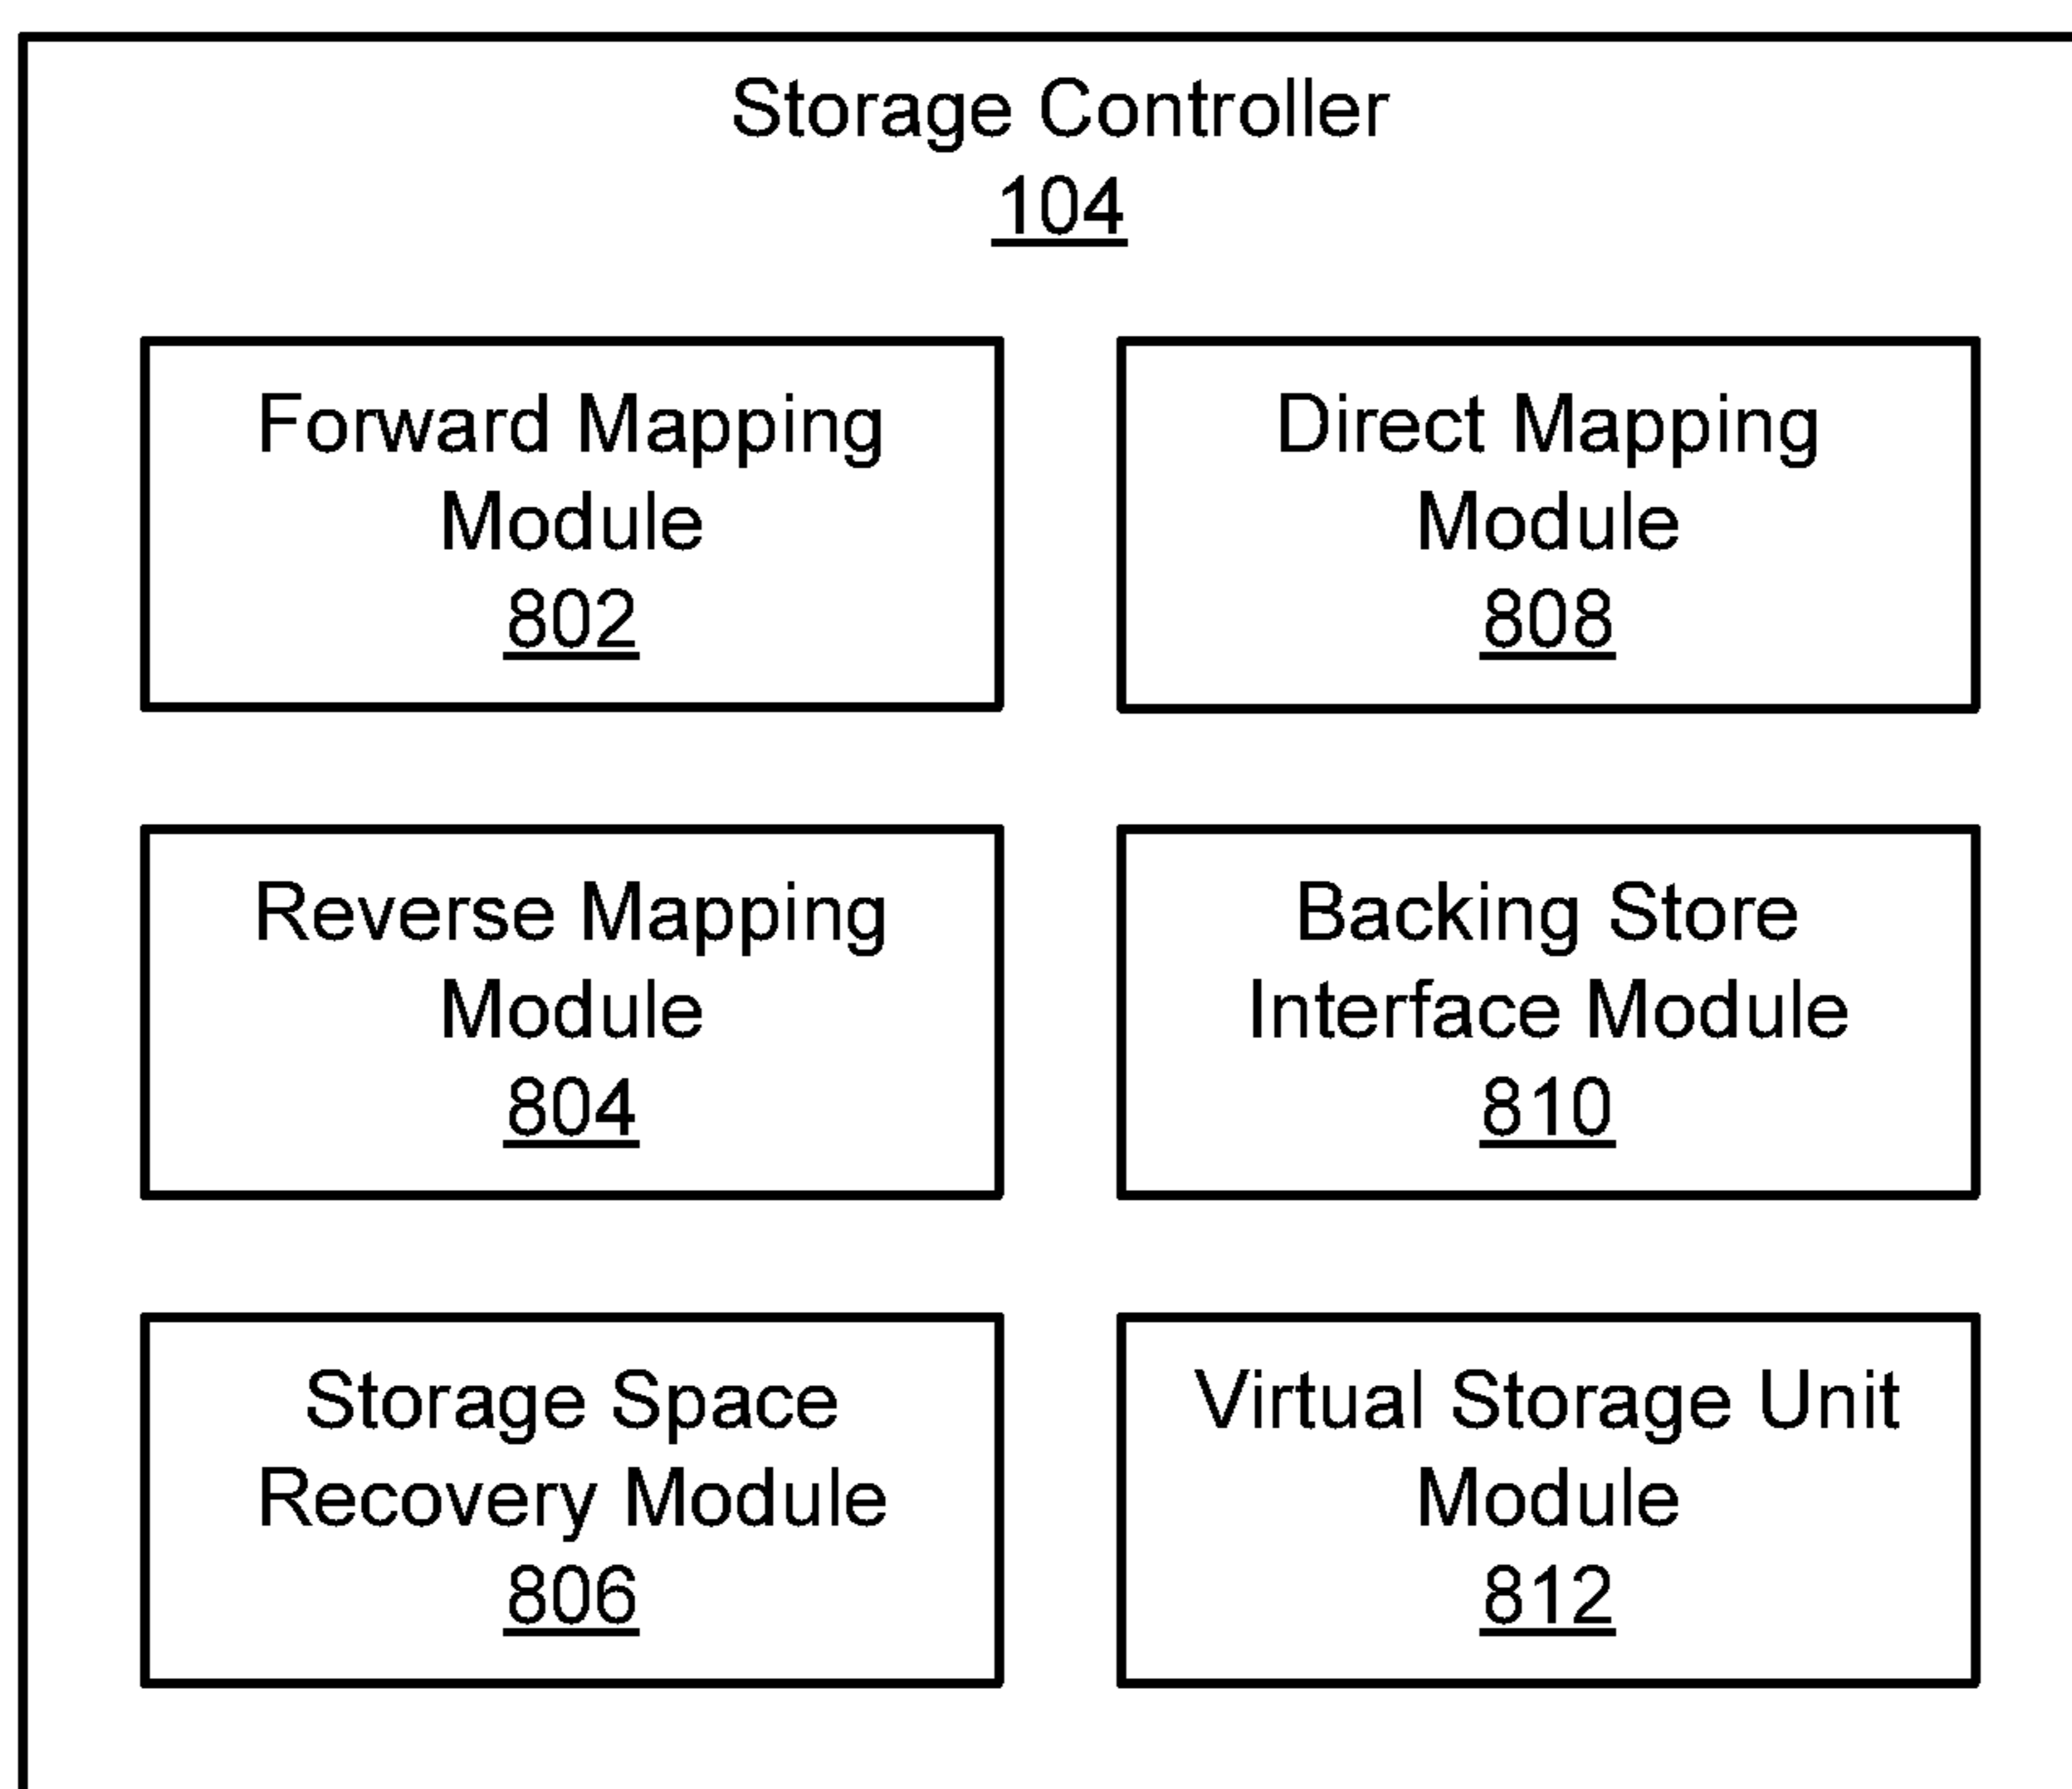 Storage Controller
104
Forward Mapping
Module
802
Direct Mapping
Module
808
Reverse Mapping
Module
804
Backing Store
Interface Module
810
Storage Space
Recovery Module
806
Virtual Storage Unit
Module
812